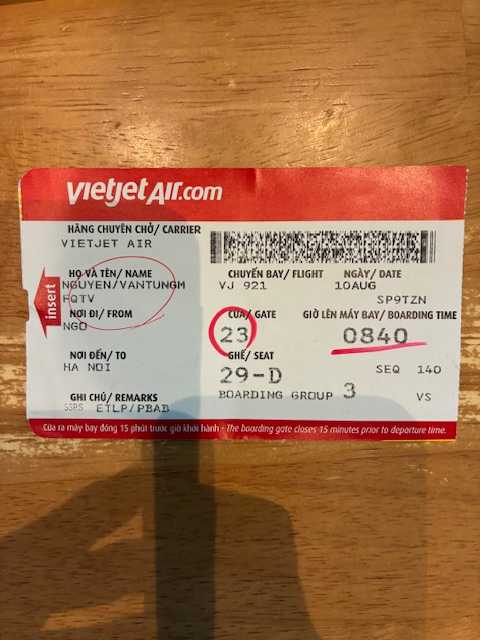 vietjetAir.com
HÃNG CHUYÊN CHỞ/ CARRIER
VIETJET AIR
HỌ VÀ TÊN/ NAME
NGUYEN/VANTUNGM
FQTV
NƠI ĐI/ FROM
NGO
NƠI ĐẾN/ TO
HA NOI
GHI CHÚ/ REMARKS
SSRS ETLP/PBAB
insert
CHUYẾN BAY/ FLIGHT NGÀY/ DATE
VJ 921 10AUG
SP9TZN
CỬA/ GATE GIỜ LÊN MÁY BAY/ BOARDING TIME
23 0840
GHẾ/ SEAT
29-D SEQ 140
BOARDING GROUP 3 VS
Cửa ra máy bay đóng 15 phút trước giờ khởi hành - The boarding gate closes 15 minutes prior to departure time.